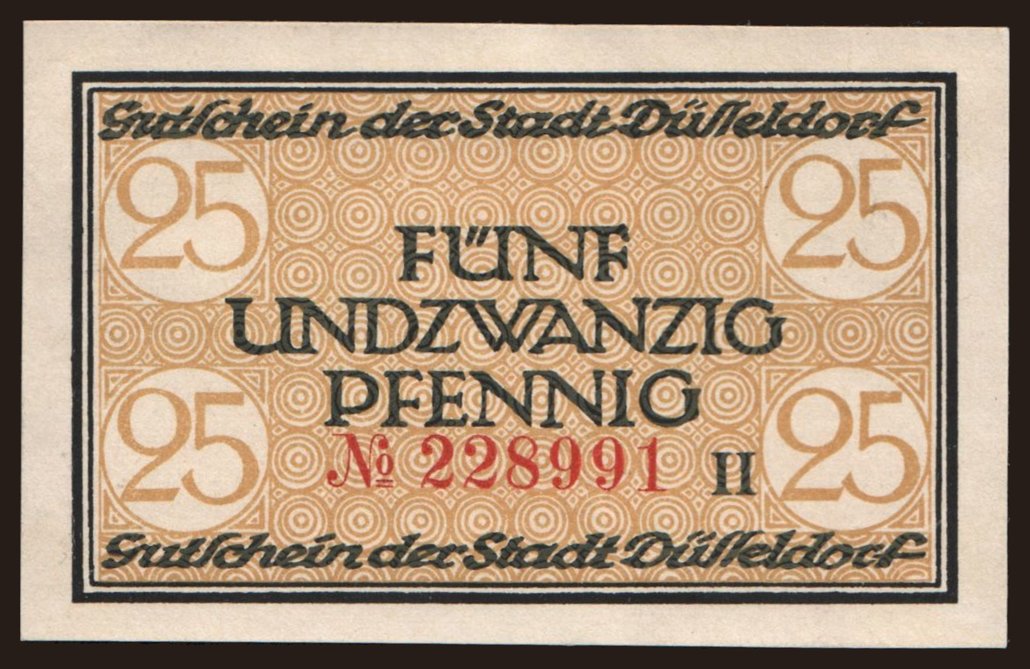 Gutſchein der Stadt Düſſeldorf
25 25
FÜNF
UNDZWANZIG
PFENNIG
25 25
№ 228991 II
Gutſchein der Stadt Düſſeldorf